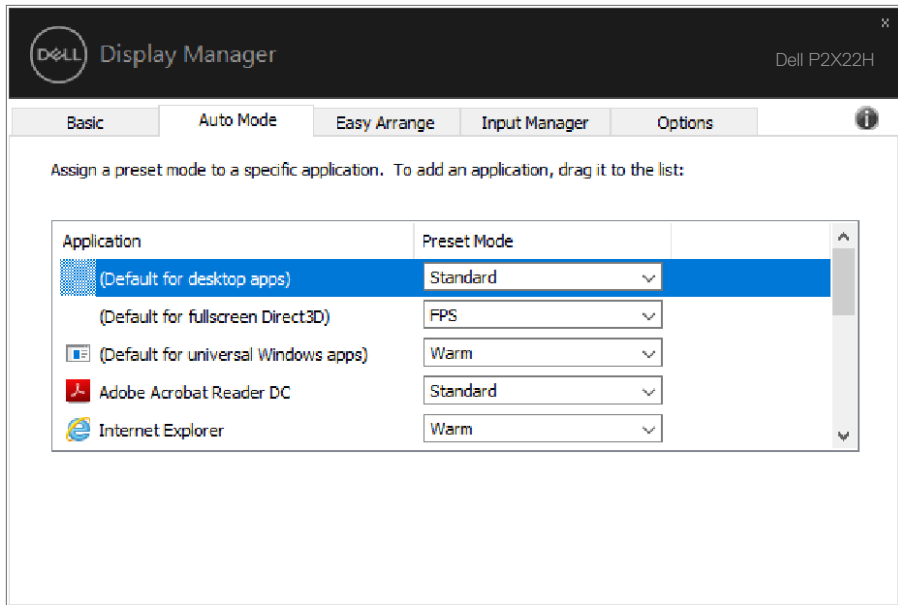 x
DELL Display Manager
Dell P2X22H
Basic Auto Mode Easy Arrange Input Manager Options
Assign a preset mode to a specific application. To add an application, drag it to the list:
Application Preset Mode
(Default for desktop apps) Standard
(Default for fullscreen Direct3D) FPS
(Default for universal Windows apps) Warm
Adobe Acrobat Reader DC Standard
Internet Explorer Warm